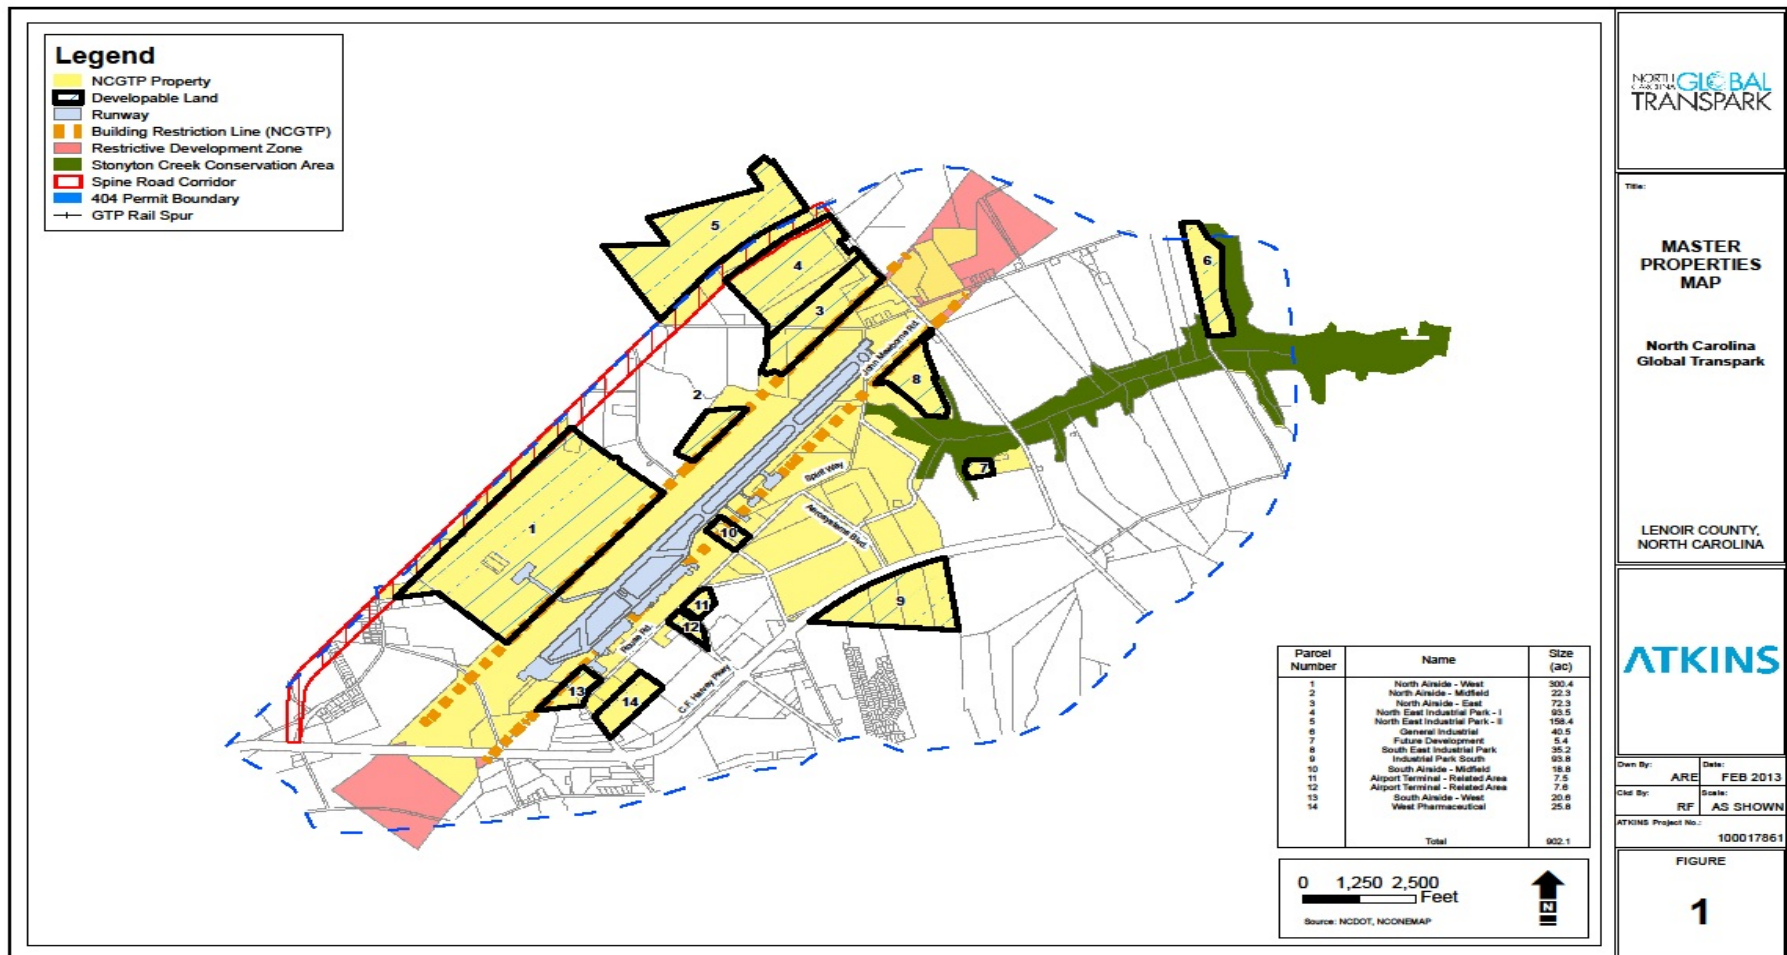 Legend
NCGTP Property
Developable Land
Runway
Building Restriction Line (NCGTP)
Restrictive Development Zone
Stonyton Creek Conservation Area
Spine Road Corridor
404 Permit Boundary
GTP Rail Spur
5
4
3
6
John Mewborne Rd.
8
2
7
Spirit Way
Aerosystems Blvd.
1
10
9
11
12
Rouse Rd.
13
14
C.F. Harvey Pkwy
Parcel Number Name Size (ac)
1 North Airside - West 300.4
2 North Airside - Midfield 22.3
3 North Airside - East 72.3
4 North East Industrial Park - I 93.5
5 North East Industrial Park - II 158.4
6 General Industrial 40.5
7 Future Development 5.4
8 South East Industrial Park 35.2
9 Industrial Park South 93.8
10 South Airside - Midfield 18.8
11 Airport Terminal - Related Area 7.5
12 Airport Terminal - Related Area 7.6
13 South Airside - West 20.6
14 West Pharmaceutical 25.8
Total 902.1
0 1,250 2,500
Feet
Source: NCDOT, NCONEMAP
N
NORTH CAROLINA GLOBAL
TRANSPARK
Title:
MASTER
PROPERTIES
MAP
North Carolina
Global Transpark
LENOIR COUNTY,
NORTH CAROLINA
ATKINS
Dwn By: ARE
Date: FEB 2013
Ckd By: RF
Scale: AS SHOWN
ATKINS Project No.:
100017861
FIGURE
1